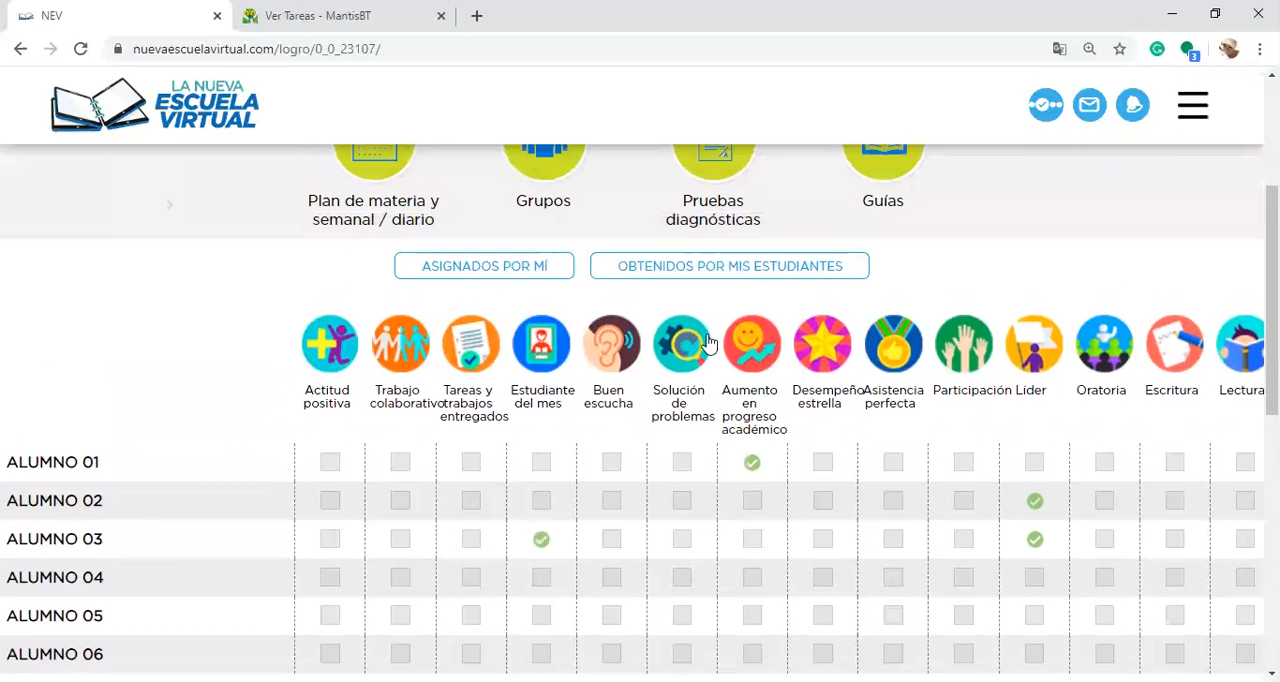 NEV
Ver Tareas - MantisBT
nuevaescuelavirtual.com/logro/0_0_23107/
3
LA NUEVA
ESCUELA
VIRTUAL
Plan de materia y
semanal / diario
Grupos
Pruebas
diagnósticas
Guías
ASIGNADOS POR MÍ
OBTENIDOS POR MIS ESTUDIANTES
Actitud
positiva
Trabajo
colaborativo
Tareas y
trabajos
entregados
Estudiante
del mes
Buen
escucha
Solución
de
problemas
Aumento
en
progreso
académico
Desempeño
estrella
Asistencia
perfecta
Participación
Líder
Oratoria
Escritura
Lectura
ALUMNO 01
ALUMNO 02
ALUMNO 03
ALUMNO 04
ALUMNO 05
ALUMNO 06